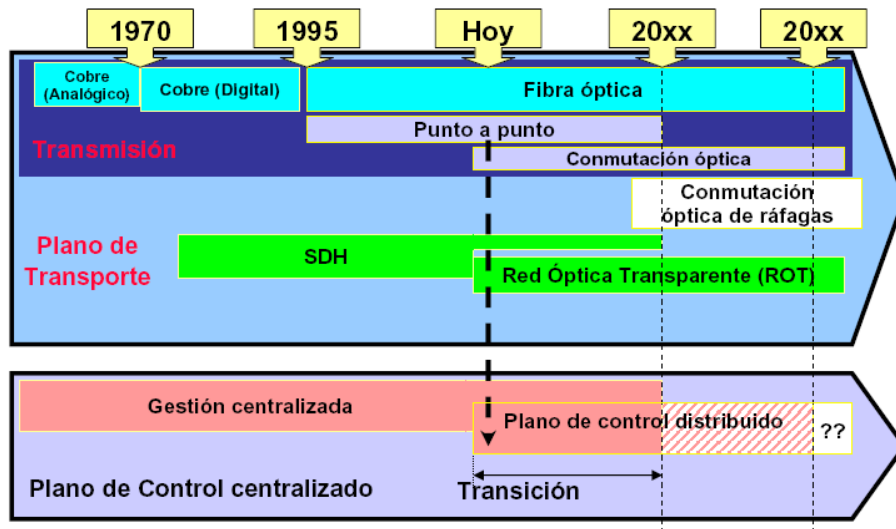 1970
1995
Hoy
20xx
20xx
Cobre
(Analógico)
Cobre (Digital)
Fibra óptica
Punto a punto
Transmisión
Conmutación óptica
Conmutación
óptica de ráfagas
Plano de
Transporte
SDH
Red Óptica Transparente (ROT)
Gestión centralizada
Plano de control distribuido
??
Plano de Control centralizado
Transición